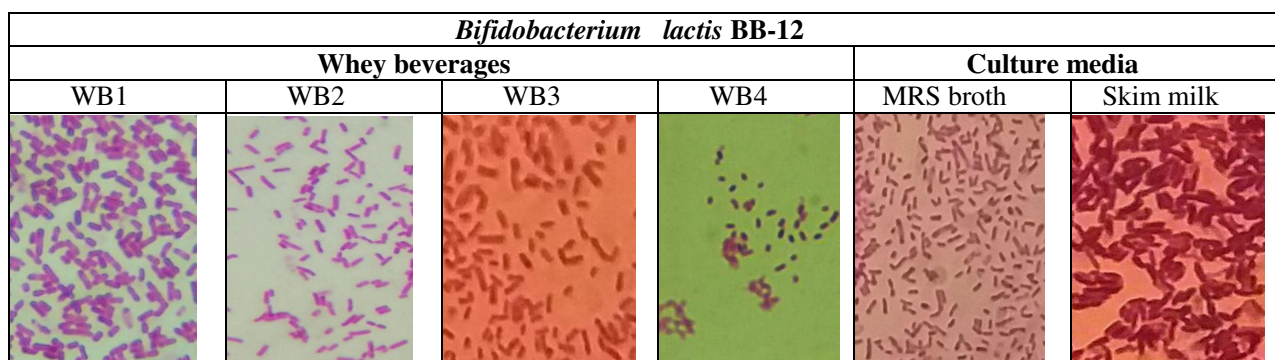 Bifidobacterium lactis BB-12
Whey beverages Culture media
WB1 WB2 WB3 WB4 MRS broth Skim milk